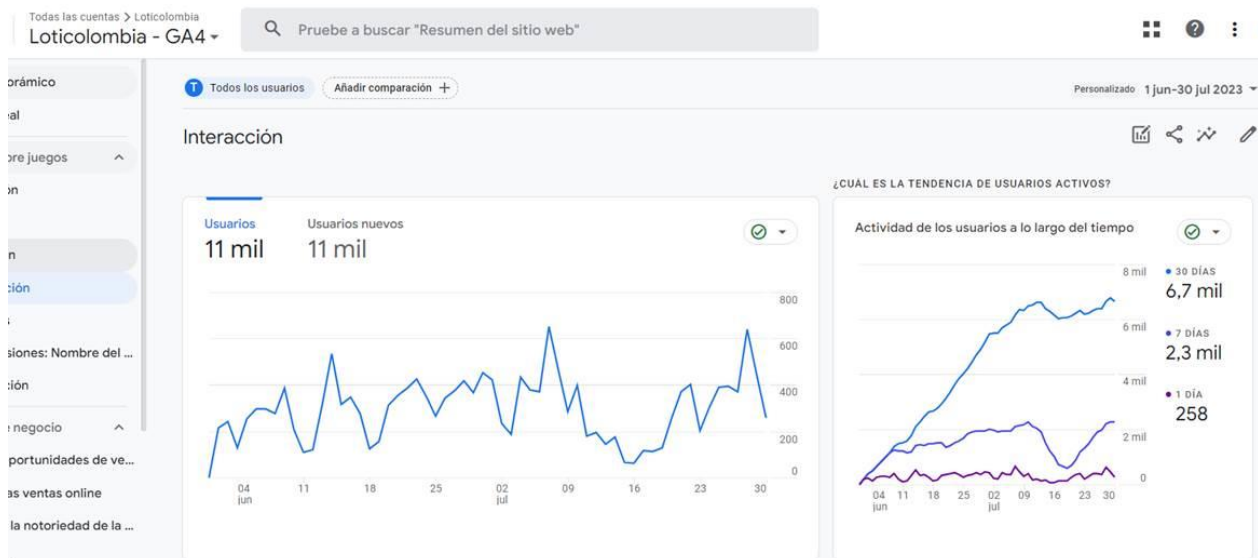 Todas las cuentas > Loticolombia
Loticolombia - GA4
Pruebe a buscar "Resumen del sitio web"
orámico
al
bre juegos
ón
n
ción
s
siones: Nombre del ...
ión
e negocio
portunidades de ve...
as ventas online
la notoriedad de la ...
T Todos los usuarios
Añadir comparación +
Personalizado 1 jun-30 jul 2023
Interacción
Usuarios
11 mil
Usuarios nuevos
11 mil
800
600
400
200
0
04 11 18 25 02 09 16 23 30
jun jul
¿CUÁL ES LA TENDENCIA DE USUARIOS ACTIVOS?
Actividad de los usuarios a lo largo del tiempo
8 mil
6 mil
4 mil
2 mil
0
04 11 18 25 02 09 16 23 30
jun jul
30 DÍAS
6,7 mil
7 DÍAS
2,3 mil
1 DÍA
258